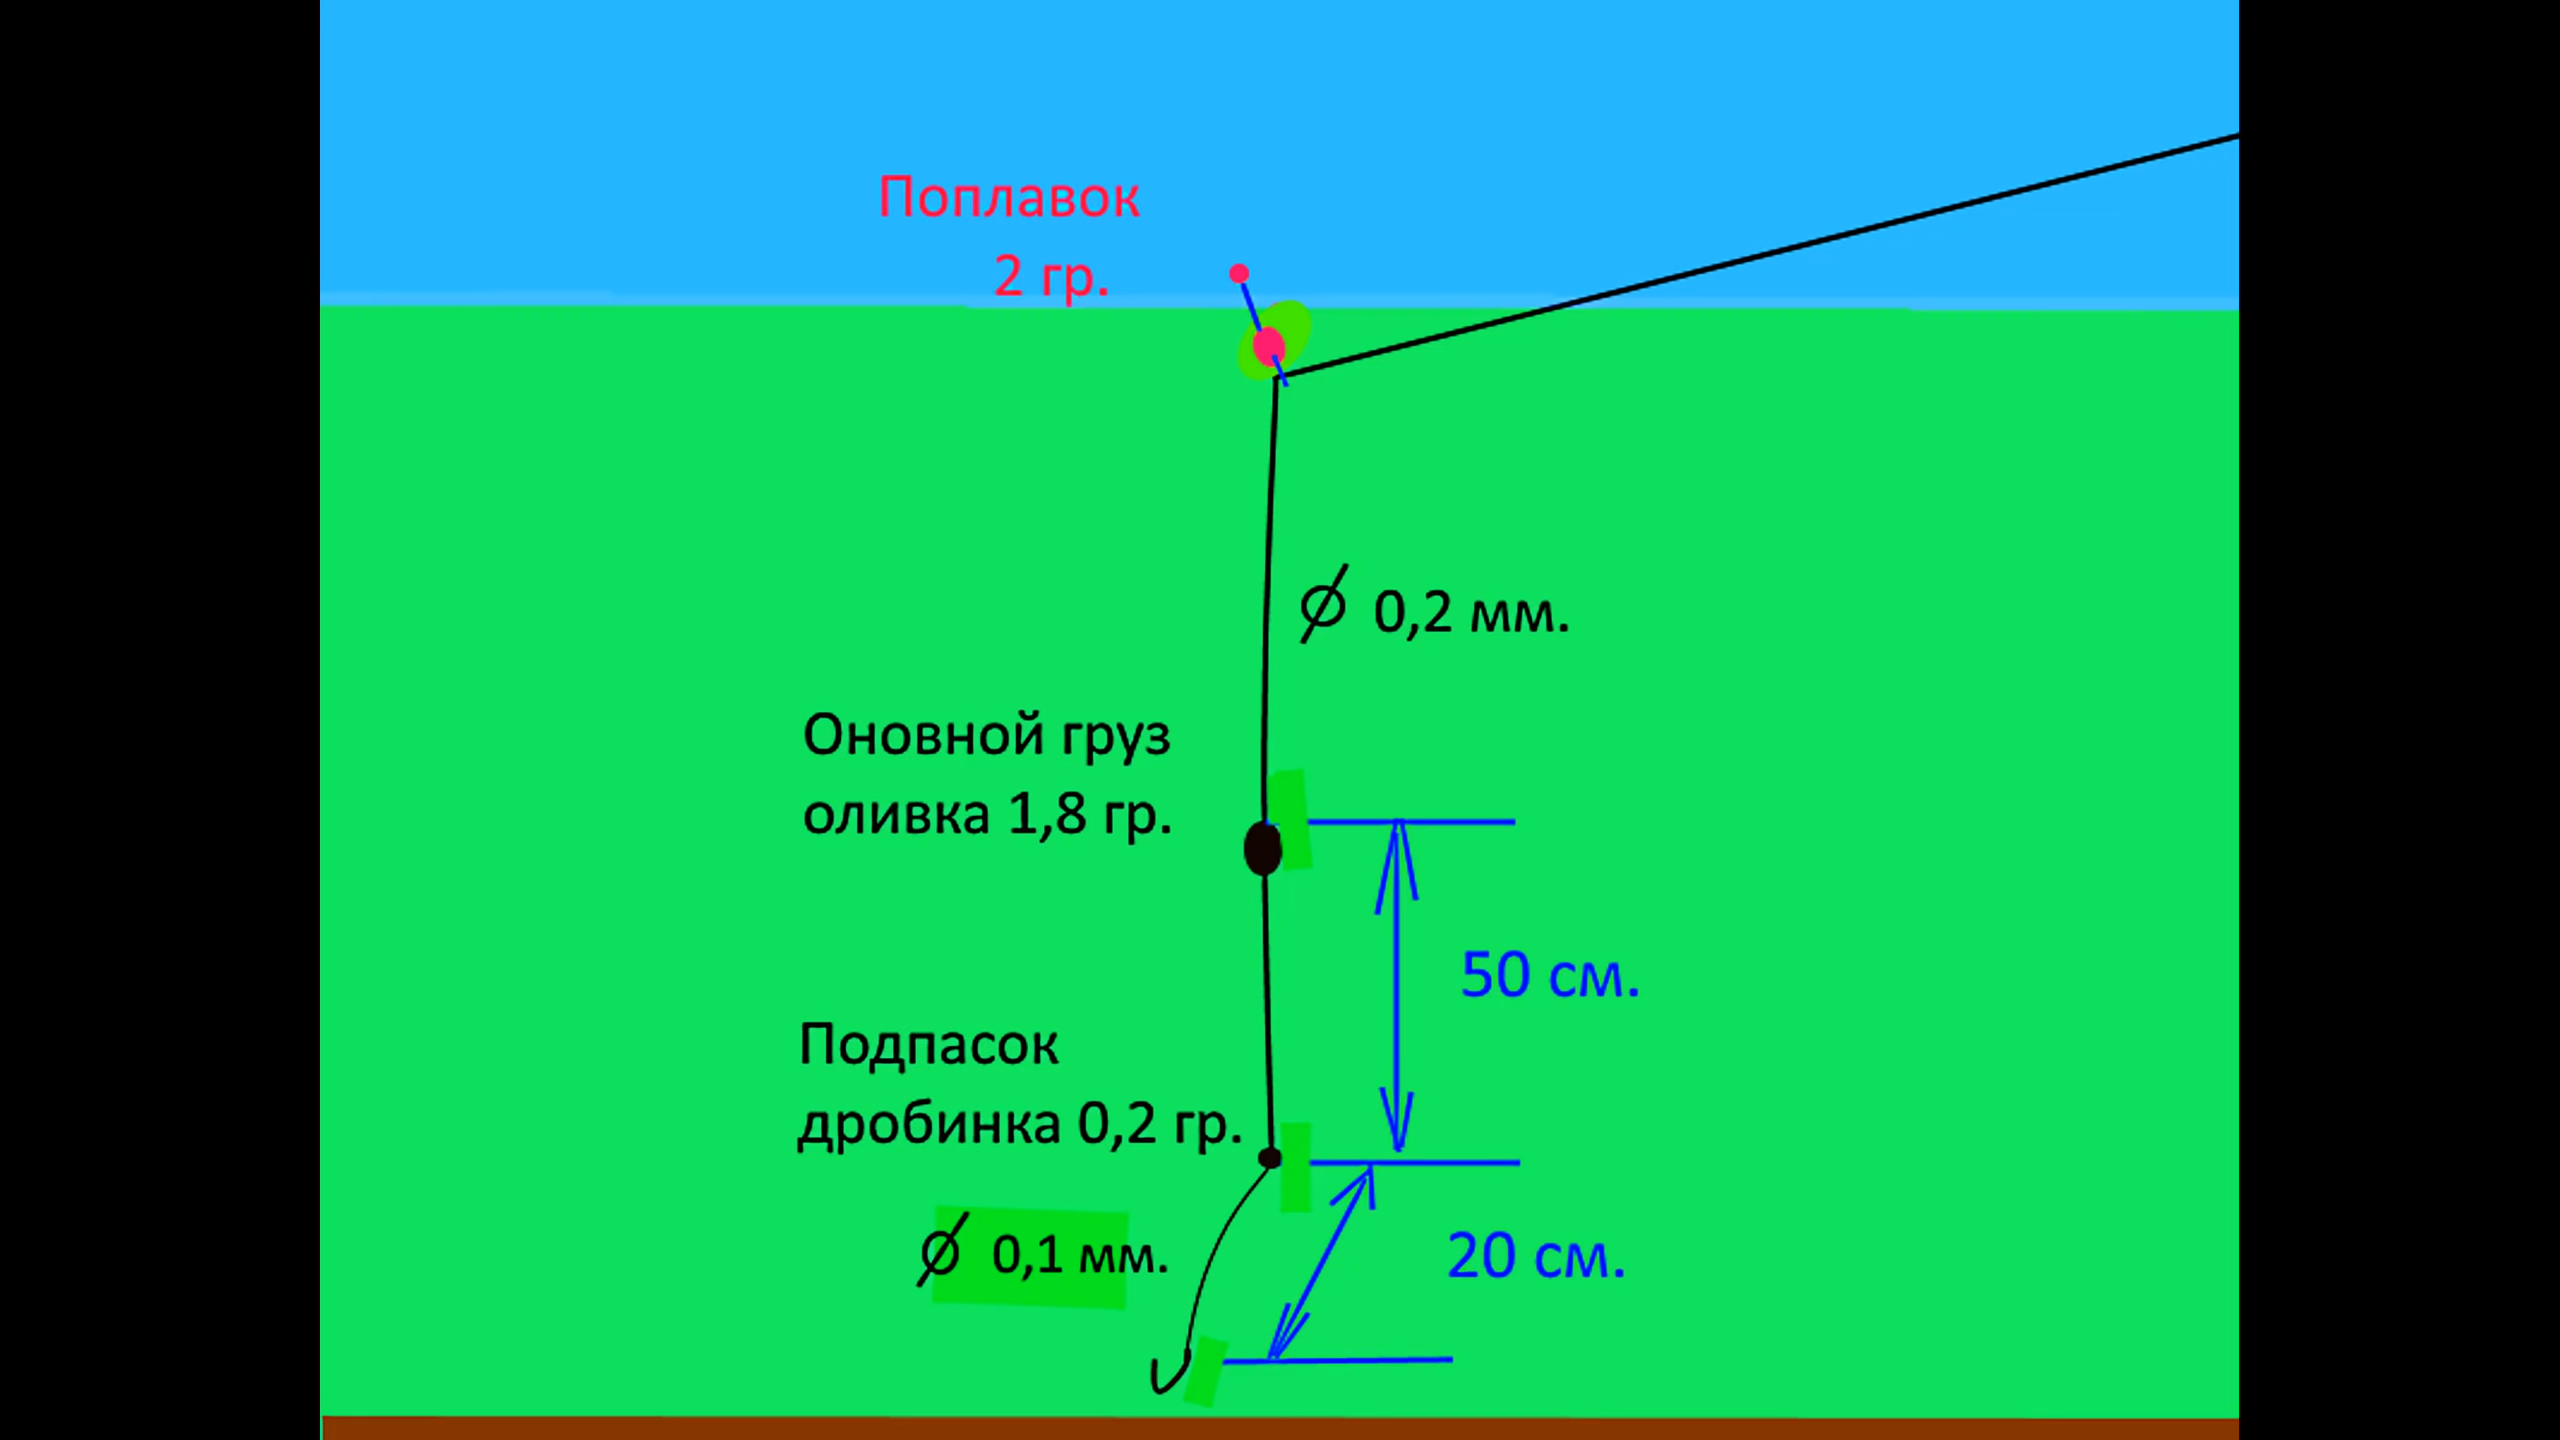 Поплавок
2 гр.
⌀ 0,2 мм.
Оновной груз
оливка 1,8 гр.
50 см.
Подпасок
дробинка 0,2 гр.
⌀ 0,1 мм.
20 см.